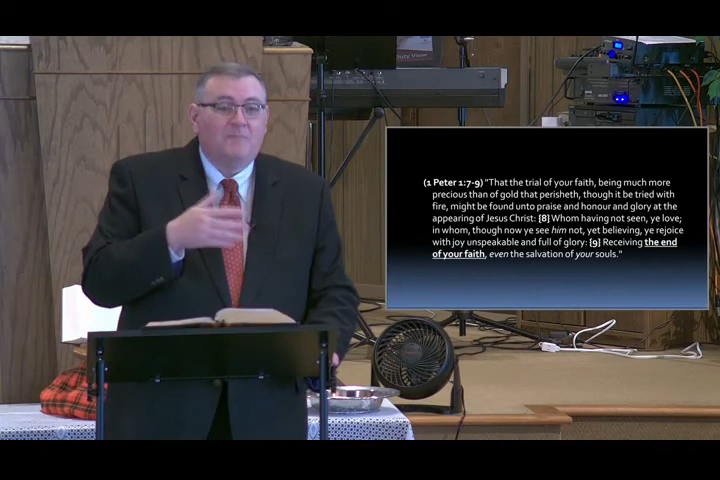 Duty Vision
(1 Peter 1:7-9) "That the trial of your faith, being much more
precious than of gold that perisheth, though it be tried with
fire, might be found unto praise and honour and glory at the
appearing of Jesus Christ: [8] Whom having not seen, ye love;
in whom, though now ye see him not, yet believing, ye rejoice
with joy unspeakable and full of glory: [9] Receiving the end
of your faith, even the salvation of your souls."